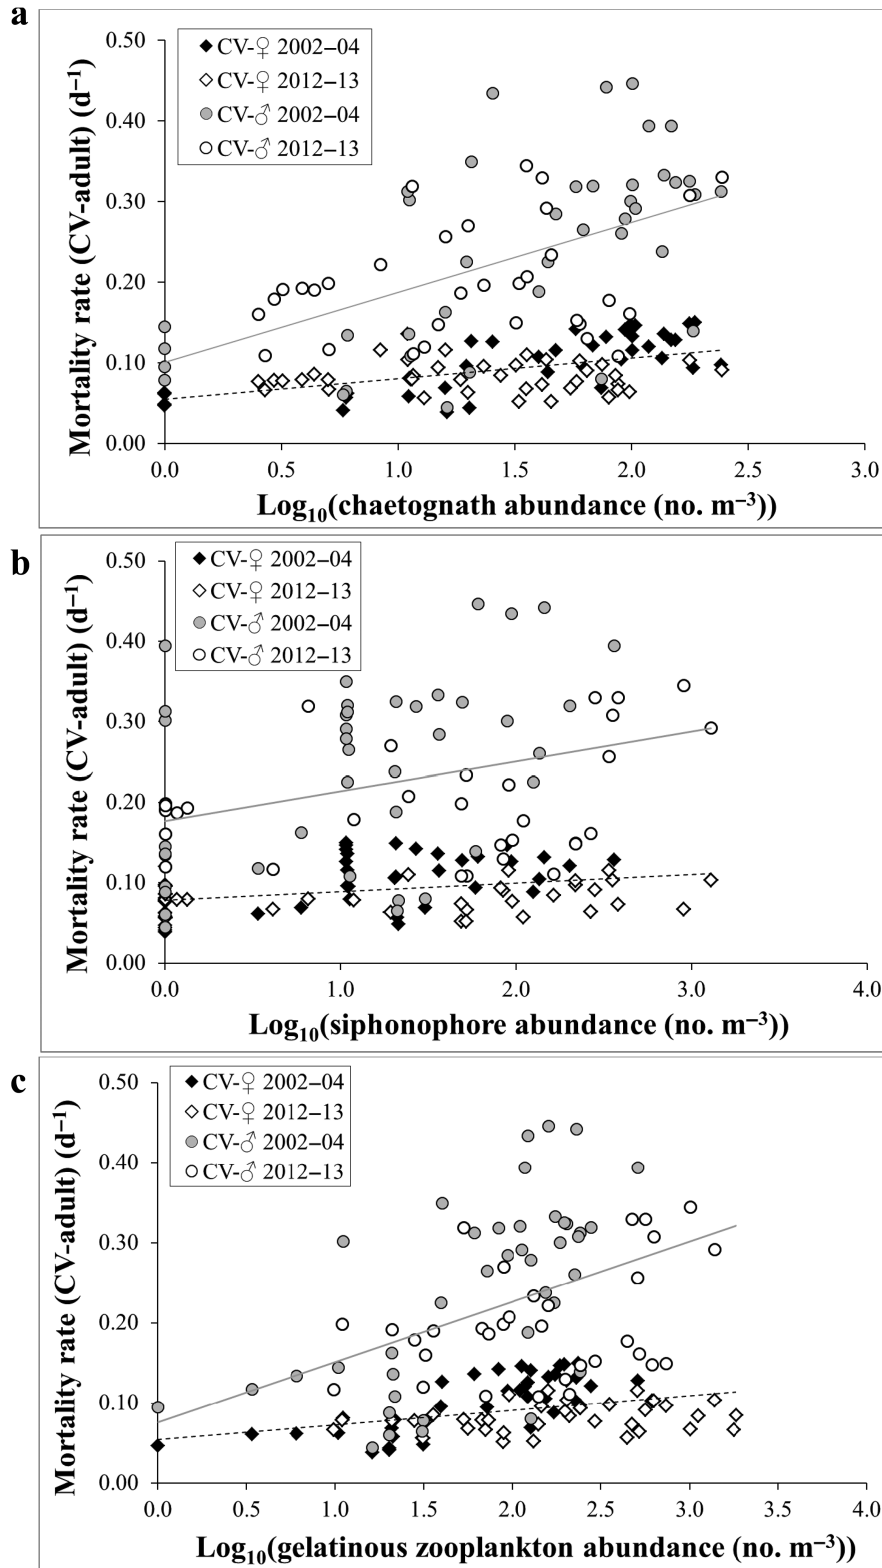 a
0.50
0.40
0.30
0.20
0.10
0.00
Mortality rate (CV-adult) (d⁻¹)
CV-♀ 2002–04
CV-♀ 2012–13
CV-♂ 2002–04
CV-♂ 2012–13
0.0 0.5 1.0 1.5 2.0 2.5 3.0
Log₁₀(chaetognath abundance (no. m⁻³))
b
0.50
0.40
0.30
0.20
0.10
0.00
Mortality rate (CV-adult) (d⁻¹)
CV-♀ 2002–04
CV-♀ 2012–13
CV-♂ 2002–04
CV-♂ 2012–13
0.0 1.0 2.0 3.0 4.0
Log₁₀(siphonophore abundance (no. m⁻³))
c
0.50
0.40
0.30
0.20
0.10
0.00
Mortality rate (CV-adult) (d⁻¹)
CV-♀ 2002–04
CV-♀ 2012–13
CV-♂ 2002–04
CV-♂ 2012–13
0.0 0.5 1.0 1.5 2.0 2.5 3.0 3.5 4.0
Log₁₀(gelatinous zooplankton abundance (no. m⁻³))